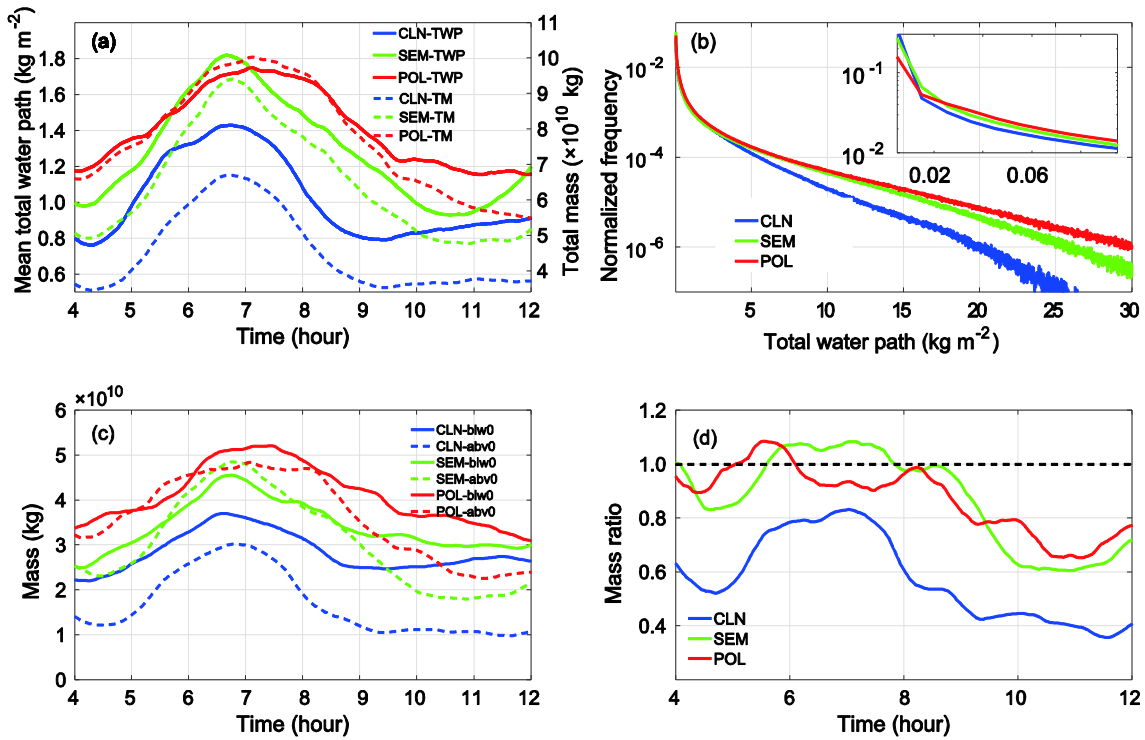 (a)
CLN-TWP
SEM-TWP
POL-TWP
CLN-TM
SEM-TM
POL-TM
Mean total water path (kg m-2)
1.8
1.6
1.4
1.2
1.0
0.8
0.6
11
10
9
8
7
6
5
4
Total mass (×10^10 kg)
4 5 6 7 8 9 10 11 12
Time (hour)
(b)
Normalized frequency
10^-2
10^-4
10^-6
10^-1
10^-2
0.02 0.06
CLN
SEM
POL
5 10 15 20 25 30
Total water path (kg m^-2)
×10^10
(c)
CLN-blw0
CLN-abv0
SEM-blw0
SEM-abv0
POL-blw0
POL-abv0
Mass (kg)
6
5
4
3
2
1
0
4 5 6 7 8 9 10 11 12
Time (hour)
(d)
Mass ratio
1.2
1.0
0.8
0.6
0.4
CLN
SEM
POL
4 6 8 10 12
Time (hour)